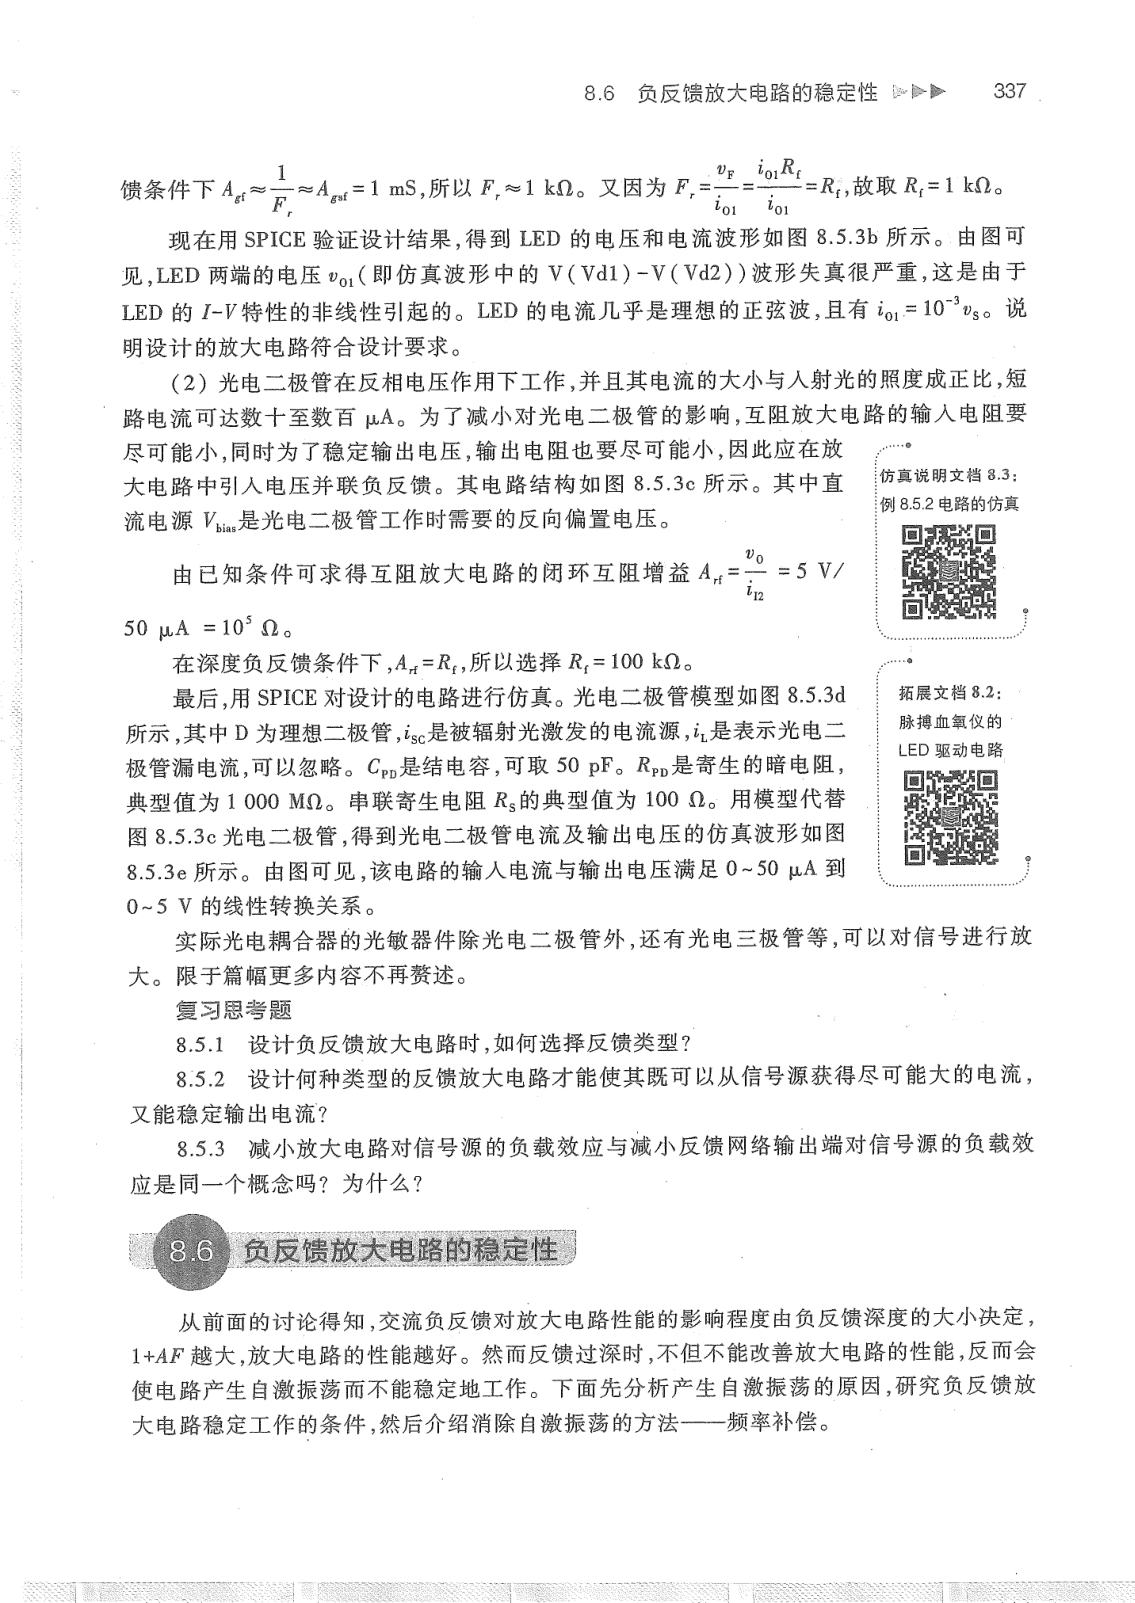 8.6 负反馈放大电路的稳定性 337
馈条件下 A_gf≈1/F_r≈A_gsf=1 mS,所以 F_r≈1 kΩ。又因为 F_r=v_F/i_O1=i_O1R_f/i_O1=R_f,故取 R_f=1 kΩ。
现在用 SPICE 验证设计结果,得到 LED 的电压和电流波形如图 8.5.3b 所示。由图可
见,LED 两端的电压 v_O1(即仿真波形中的 V(Vd1)-V(Vd2))波形失真很严重,这是由于
LED 的 I-V 特性的非线性引起的。LED 的电流几乎是理想的正弦波,且有 i_O1=10^-3 v_S。说
明设计的放大电路符合设计要求。
(2) 光电二极管在反相电压作用下工作,并且其电流的大小与入射光的照度成正比,短
路电流可达数十至数百 μA。为了减小对光电二极管的影响,互阻放大电路的输入电阻要
尽可能小,同时为了稳定输出电压,输出电阻也要尽可能小,因此应在放
大电路中引入电压并联负反馈。其电路结构如图 8.5.3c 所示。其中直
流电源 V_bias是光电二极管工作时需要的反向偏置电压。
由已知条件可求得互阻放大电路的闭环互阻增益 A_rf=v_O/i_I2=5 V/
50 μA =10^5 Ω。
在深度负反馈条件下,A_rf=R_f,所以选择 R_f=100 kΩ。
最后,用 SPICE 对设计的电路进行仿真。光电二极管模型如图 8.5.3d
所示,其中 D 为理想二极管,i_SC是被辐射光激发的电流源,i_L是表示光电二
极管漏电流,可以忽略。C_PD是结电容,可取 50 pF。R_PD是寄生的暗电阻,
典型值为 1 000 MΩ。串联寄生电阻 R_S的典型值为 100 Ω。用模型代替
图 8.5.3c 光电二极管,得到光电二极管电流及输出电压的仿真波形如图
8.5.3e 所示。由图可见,该电路的输入电流与输出电压满足 0~50 μA 到
0~5 V 的线性转换关系。
仿真说明文档 8.3:
例 8.5.2 电路的仿真
拓展文档 8.2:
脉搏血氧仪的
LED 驱动电路
实际光电耦合器的光敏器件除光电二极管外,还有光电三极管等,可以对信号进行放
大。限于篇幅更多内容不再赘述。
复习思考题
8.5.1 设计负反馈放大电路时,如何选择反馈类型?
8.5.2 设计何种类型的反馈放大电路才能使其既可以从信号源获得尽可能大的电流,
又能稳定输出电流?
8.5.3 减小放大电路对信号源的负载效应与减小反馈网络输出端对信号源的负载效
应是同一个概念吗? 为什么?
8.6 负反馈放大电路的稳定性
从前面的讨论得知,交流负反馈对放大电路性能的影响程度由负反馈深度的大小决定,
1+AF 越大,放大电路的性能越好。然而反馈过深时,不但不能改善放大电路的性能,反而会
使电路产生自激振荡而不能稳定地工作。下面先分析产生自激振荡的原因,研究负反馈放
大电路稳定工作的条件,然后介绍消除自激振荡的方法——频率补偿。